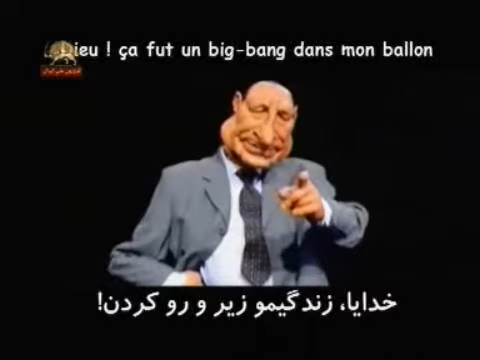 ieu ! ça fut un big-bang dans mon ballon
خدایا، زندگیمو زیر و رو کردن!